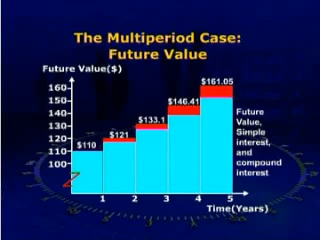 The Multiperiod Case:
Future Value
Future Value($)
160
150
140
130
120
110
100
$110
$121
$133.1
$146.41
$161.05
Future
Value,
Simple
interest,
and
compound
interest
1 2 3 4 5
Time(Years)